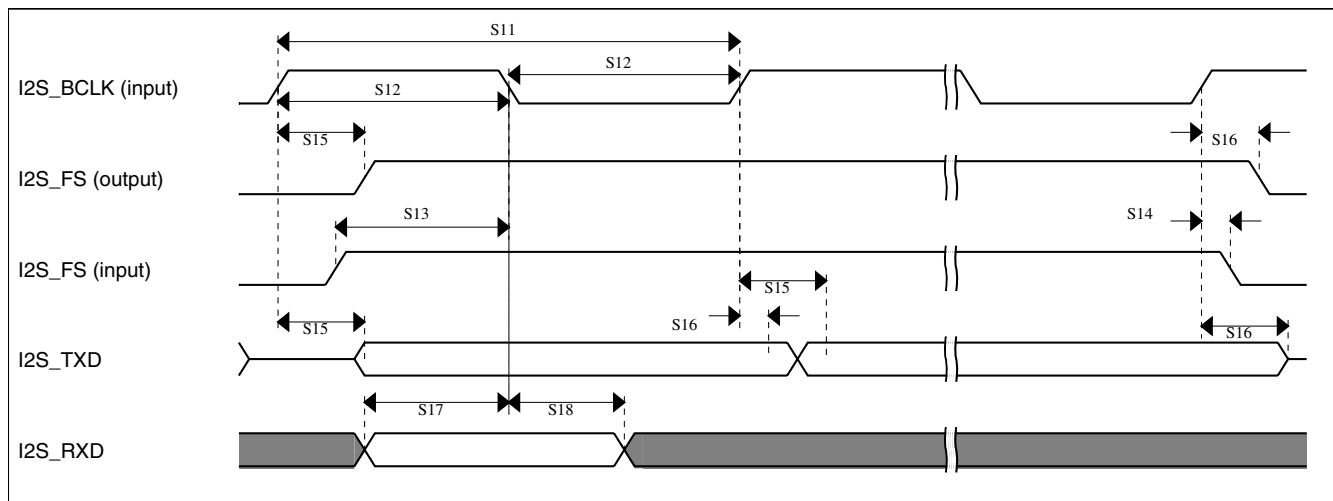 S11
S12
I2S_BCLK (input)
S12
S15
S16
I2S_FS (output)
S13
S14
I2S_FS (input)
S15
S16
S15
S16
I2S_TXD
S17
S18
I2S_RXD